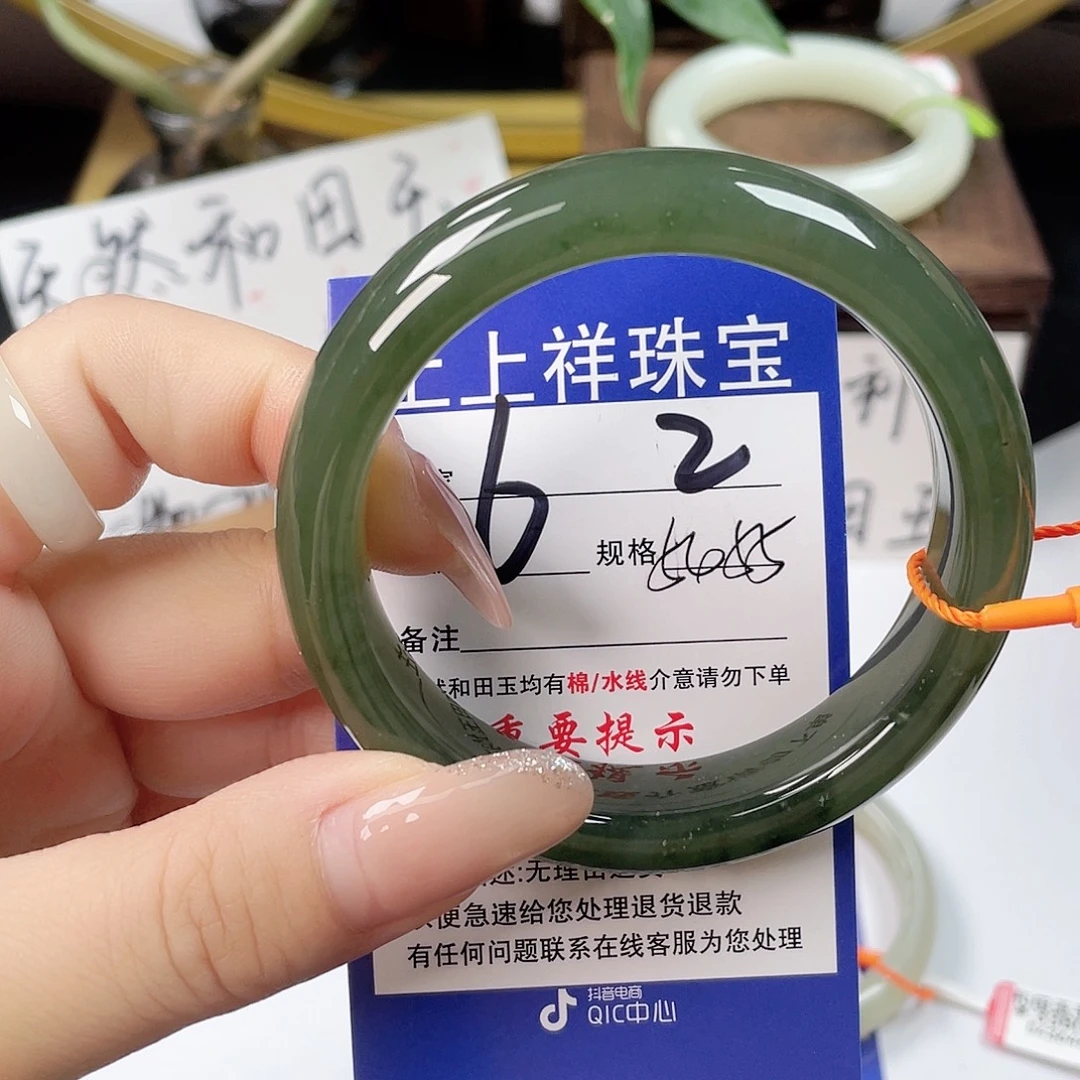 天然和田玉
上上祥珠宝
6 2
规格
备注
和田玉均有棉/水线介意请勿下单
重要提示
述:无理由退货
便急速给您处理退货退款
有任何问题联系在线客服为您处理
抖音电商
QIC中心